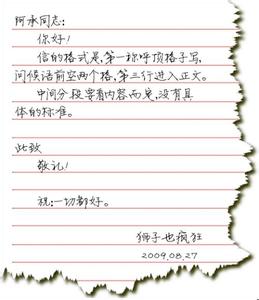 阿承同志:
你好!
信的格式是,第一称呼顶格子写,
问候语前空两个格,第三行进入正文。
中间分段要看内容而定,没有具
体的标准。
此致
敬礼!
祝:一切都好。
狮子也疯狂
2009.08.27